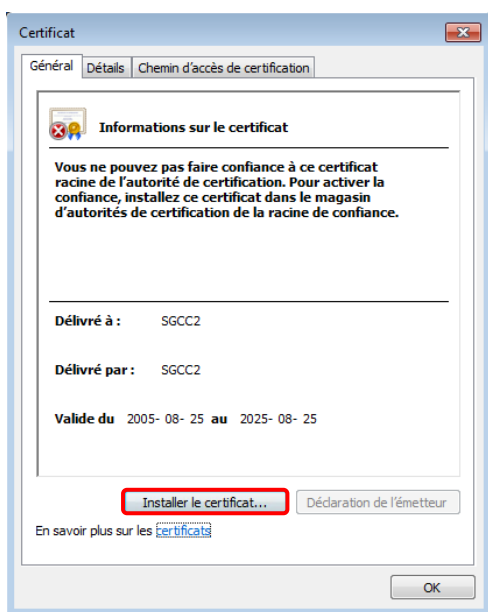 Certificat
Général Détails Chemin d'accès de certification
Informations sur le certificat
Vous ne pouvez pas faire confiance à ce certificat
racine de l'autorité de certification. Pour activer la
confiance, installez ce certificat dans le magasin
d'autorités de certification de la racine de confiance.
Délivré à : SGCC2
Délivré par : SGCC2
Valide du 2005- 08- 25 au 2025- 08- 25
Installer le certificat... Déclaration de l'émetteur
En savoir plus sur les certificats
OK